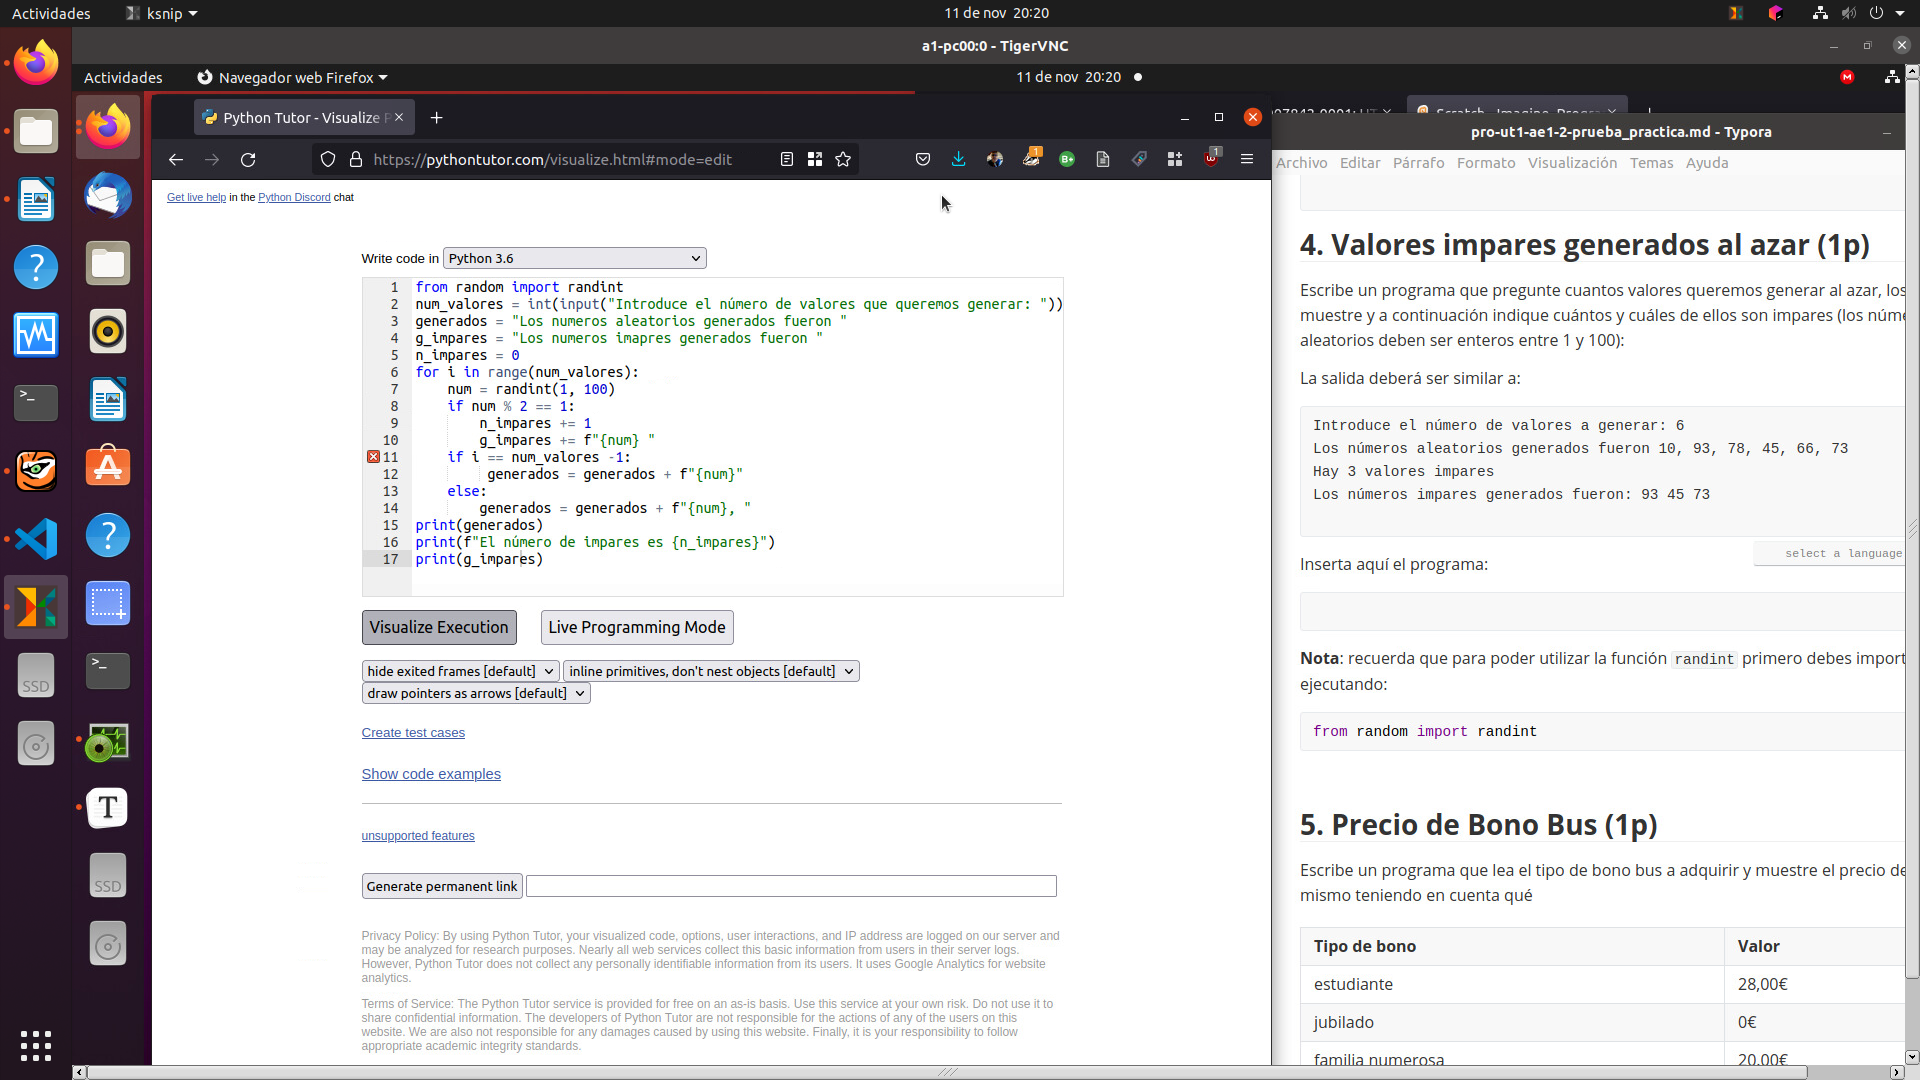 Actividades
ksnip
11 de nov 20:20
a1-pc00:0 - TigerVNC
Actividades
Navegador web Firefox
11 de nov 20:20
Python Tutor - Visualize P
Scratch - Imagine, Progra
pro-ut1-ae1-2-prueba_practica.md - Typora
https://pythontutor.com/visualize.html#mode=edit
1
1
Archivo Editar Párrafo Formato Visualización Temas Ayuda
Get live help in the Python Discord chat
Write code in Python 3.6
1 from random import randint
2 num_valores = int(input("Introduce el número de valores que queremos generar: "))
3 generados = "Los numeros aleatorios generados fueron "
4 g_impares = "Los numeros imapres generados fueron "
5 n_impares = 0
6 for i in range(num_valores):
7 num = randint(1, 100)
8 if num % 2 == 1:
9 n_impares += 1
10 g_impares += f"{num} "
11 if i == num_valores -1:
12 generados = generados + f"{num}"
13 else:
14 generados = generados + f"{num}, "
15 print(generados)
16 print(f"El número de impares es {n_impares}")
17 print(g_impares)
Visualize Execution
Live Programming Mode
hide exited frames [default]
inline primitives, don't nest objects [default]
draw pointers as arrows [default]
Create test cases
Show code examples
unsupported features
Generate permanent link
Privacy Policy: By using Python Tutor, your visualized code, options, user interactions, and IP address are logged on our server and
may be analyzed for research purposes. Nearly all web services collect this basic information from users in their server logs.
However, Python Tutor does not collect any personally identifiable information from its users. It uses Google Analytics for website
analytics.
Terms of Service: The Python Tutor service is provided for free on an as-is basis. Use this service at your own risk. Do not use it to
share confidential information. The developers of Python Tutor are not responsible for the actions of any of the users on this
website. We are also not responsible for any damages caused by using this website. Finally, it is your responsibility to follow
appropriate academic integrity standards.
4. Valores impares generados al azar (1p)
Escribe un programa que pregunte cuantos valores queremos generar al azar, los
muestre y a continuación indique cuántos y cuáles de ellos son impares (los núme
aleatorios deben ser enteros entre 1 y 100):
La salida deberá ser similar a:
Introduce el número de valores a generar: 6
Los números aleatorios generados fueron 10, 93, 78, 45, 66, 73
Hay 3 valores impares
Los números impares generados fueron: 93 45 73
select a language
Inserta aquí el programa:
Nota: recuerda que para poder utilizar la función randint primero debes import
ejecutando:
from random import randint
5. Precio de Bono Bus (1p)
Escribe un programa que lea el tipo de bono bus a adquirir y muestre el precio de
mismo teniendo en cuenta qué
Tipo de bono Valor
estudiante 28,00€
jubilado 0€
familia numerosa 20,00€
SSD
SSD